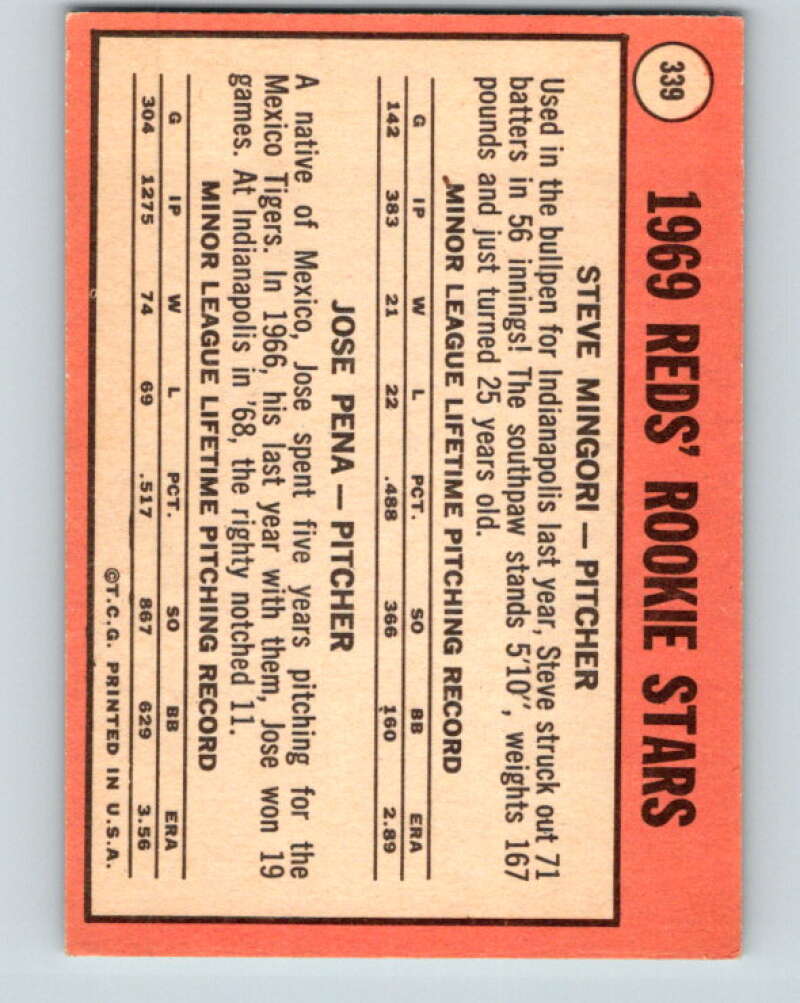 339
1969 REDS' ROOKIE STARS
STEVE MINGORI — PITCHER
Used in the bullpen for Indianapolis last year, Steve struck out 71
batters in 56 innings! The southpaw stands 5'10", weights 167
pounds and just turned 25 years old.
MINOR LEAGUE LIFETIME PITCHING RECORD
G IP W L PCT. SO BB ERA
142 383 21 22 .488 366 160 2.89
JOSE PENA — PITCHER
A native of Mexico, Jose spent five years pitching for the
Mexico Tigers. In 1966, his last year with them, Jose won 19
games. At Indianapolis in '68, the righty notched 11.
MINOR LEAGUE LIFETIME PITCHING RECORD
G IP W L PCT. SO BB ERA
304 1275 74 69 .517 867 629 3.56
©T.C.G. PRINTED IN U.S.A.